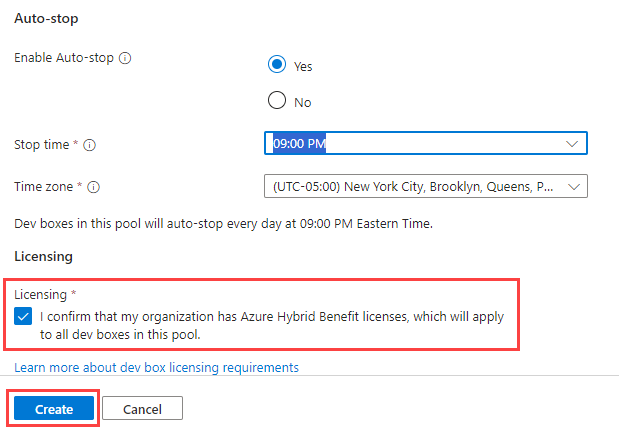 Auto-stop
Enable Auto-stop
Yes
No
Stop time *
09:00 PM
Time zone *
(UTC-05:00) New York City, Brooklyn, Queens, P...
Dev boxes in this pool will auto-stop every day at 09:00 PM Eastern Time.
Licensing
Licensing *
I confirm that my organization has Azure Hybrid Benefit licenses, which will apply
to all dev boxes in this pool.
Learn more about dev box licensing requirements
Create
Cancel